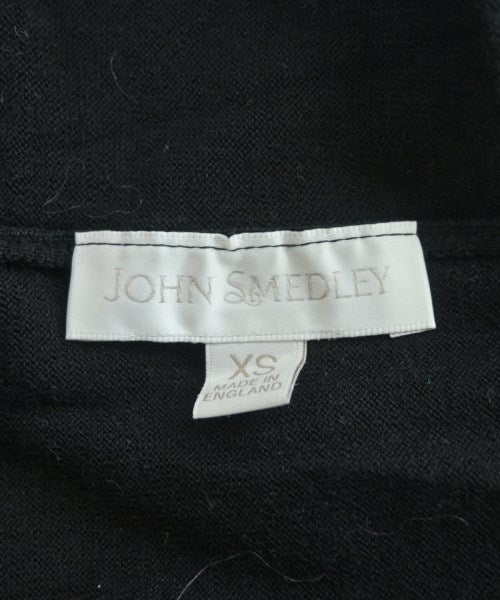 JOHN SMEDLEY
XS
MADE IN
ENGLAND